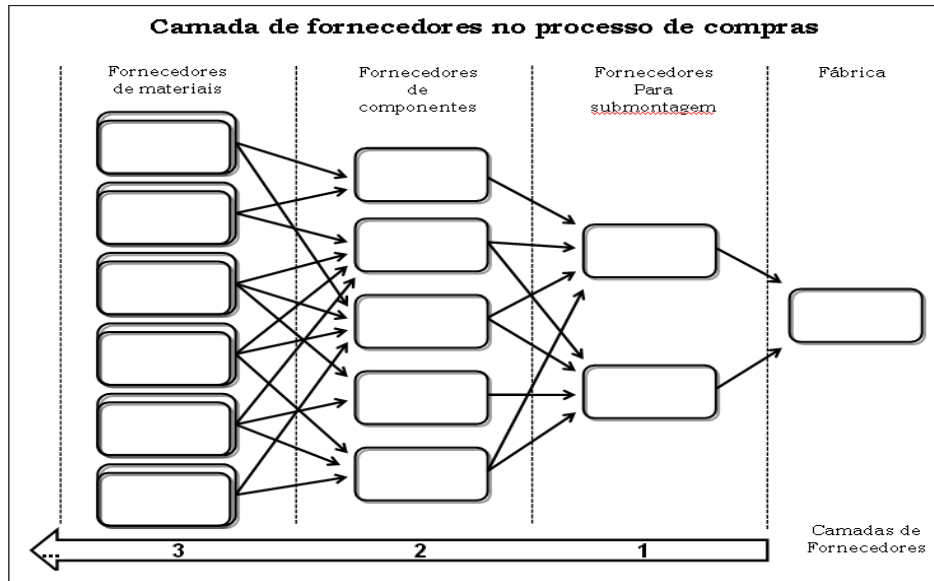 Camada de fornecedores no processo de compras
Fornecedores
de materiais
Fornecedores
de
componentes
Fornecedores
Para
submontagem
Fábrica
... 3 2 1
Camadas de
Fornecedores